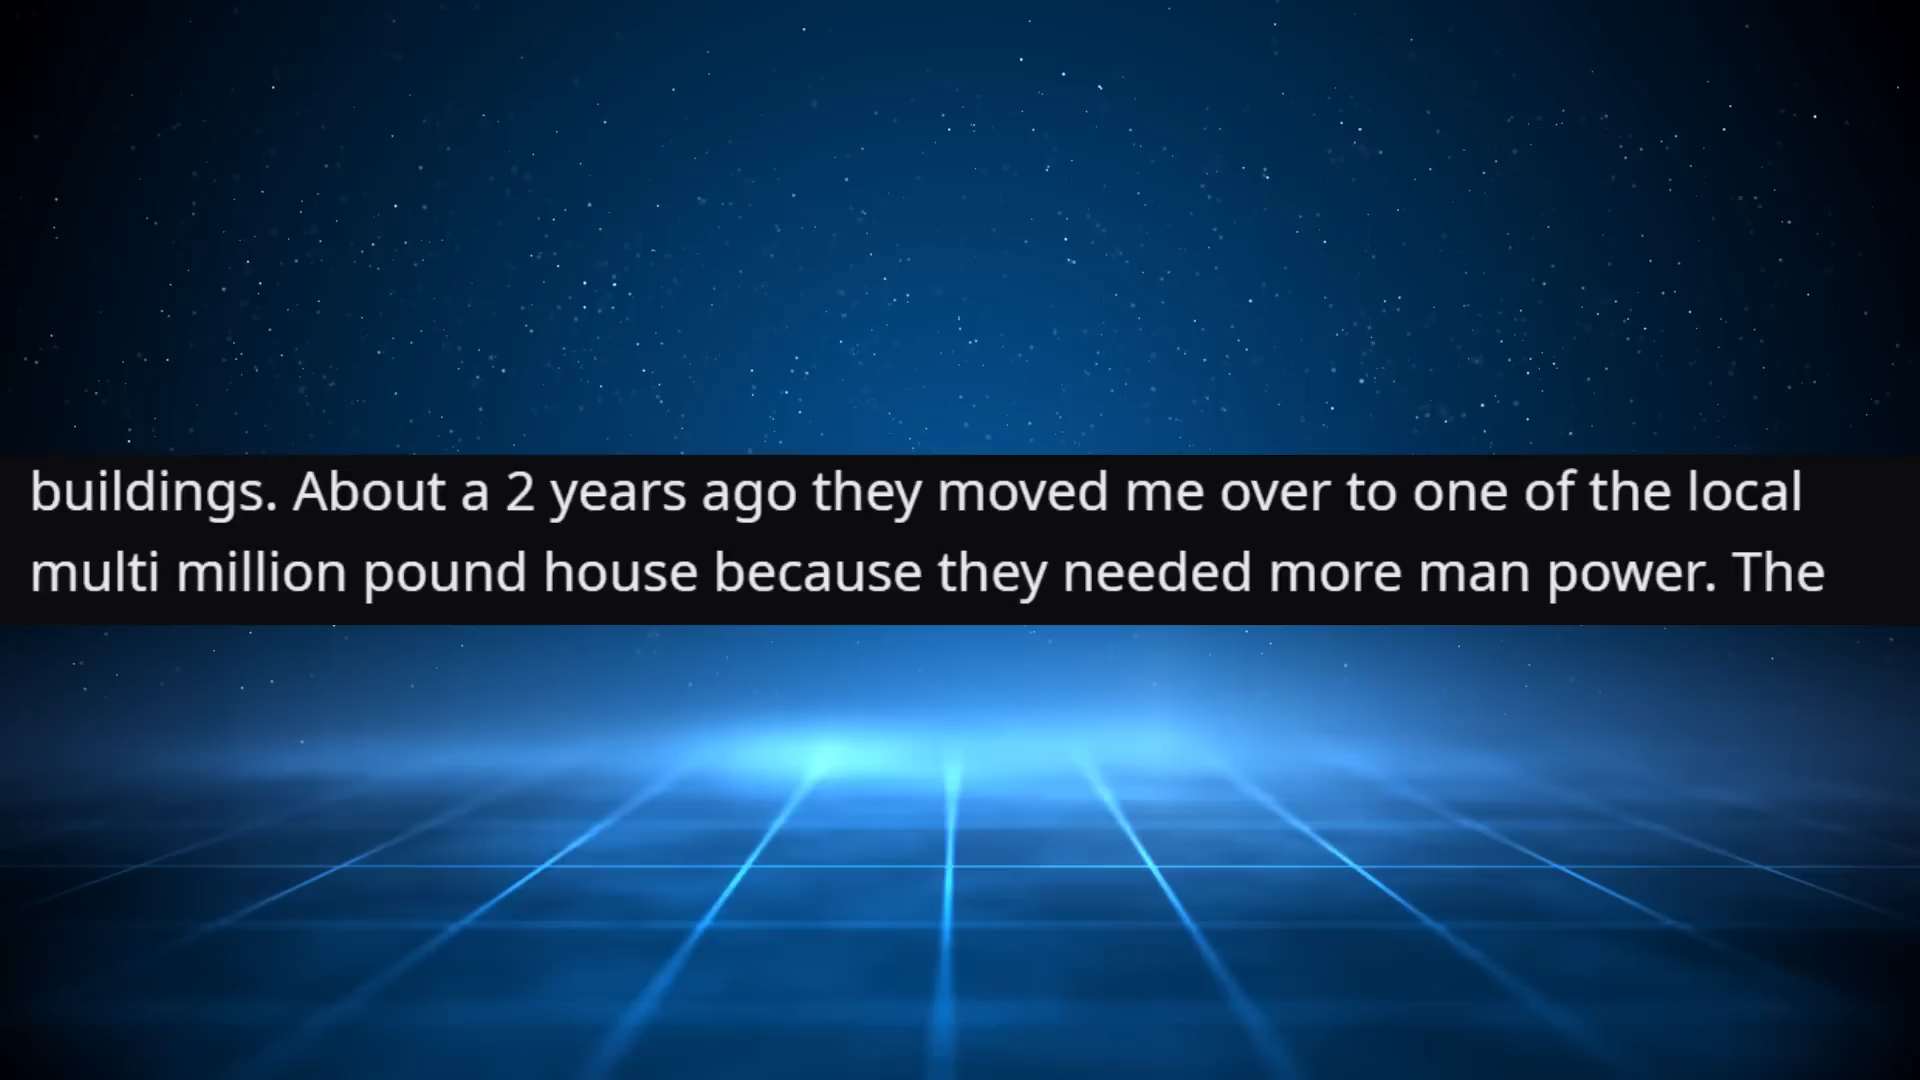 buildings. About a 2 years ago they moved me over to one of the local
multi million pound house because they needed more man power. The